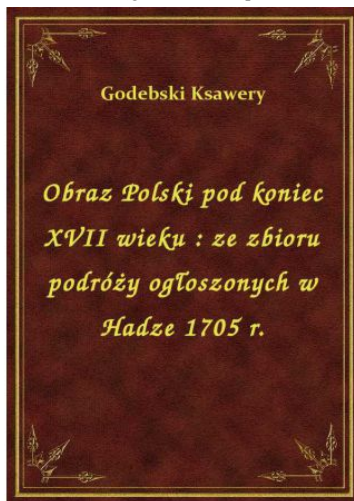 Godebski Ksawery
Obraz Polski pod koniec
XVII wieku : ze zbioru
podróży ogłoszonych w
Hadze 1705 r.